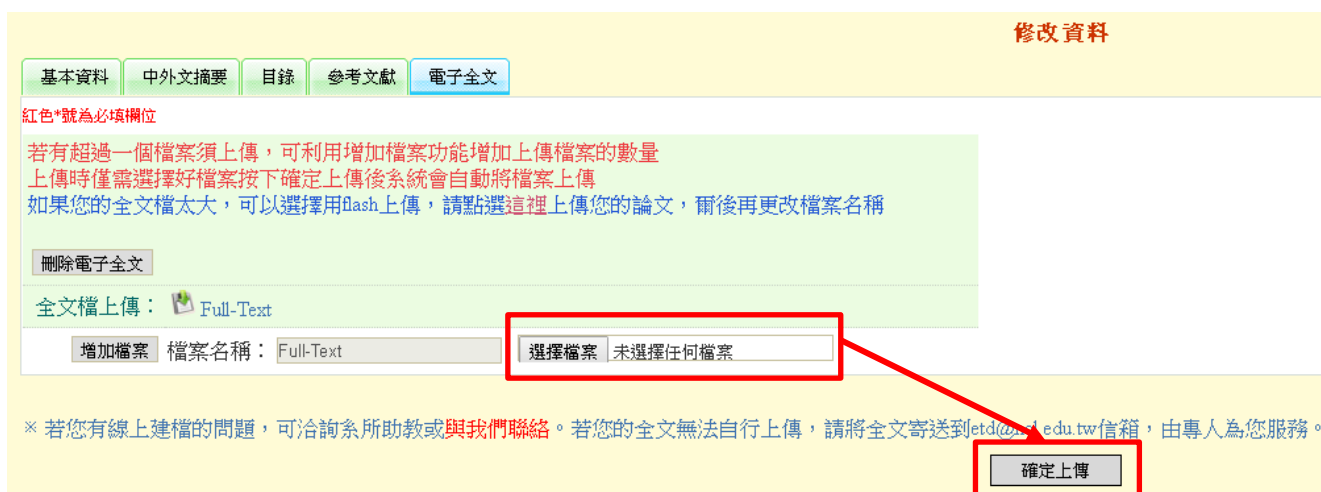 修改資料
基本資料 中外文摘要 目錄 參考文獻 電子全文
紅色*號為必填欄位
若有超過一個檔案須上傳，可利用增加檔案功能增加上傳檔案的數量
上傳時僅需選擇好檔案按下確定上傳後系統會自動將檔案上傳
如果您的全文檔太大，可以選擇用flash上傳，請點選這裡上傳您的論文，爾後再更改檔案名稱
刪除電子全文
全文檔上傳： Full-Text
增加檔案 檔案名稱： Full-Text 選擇檔案 未選擇任何檔案
※ 若您有線上建檔的問題，可洽詢系所助教或與我們聯絡。若您的全文無法自行上傳，請將全文寄送到 信箱，由專人為您服務。
確定上傳